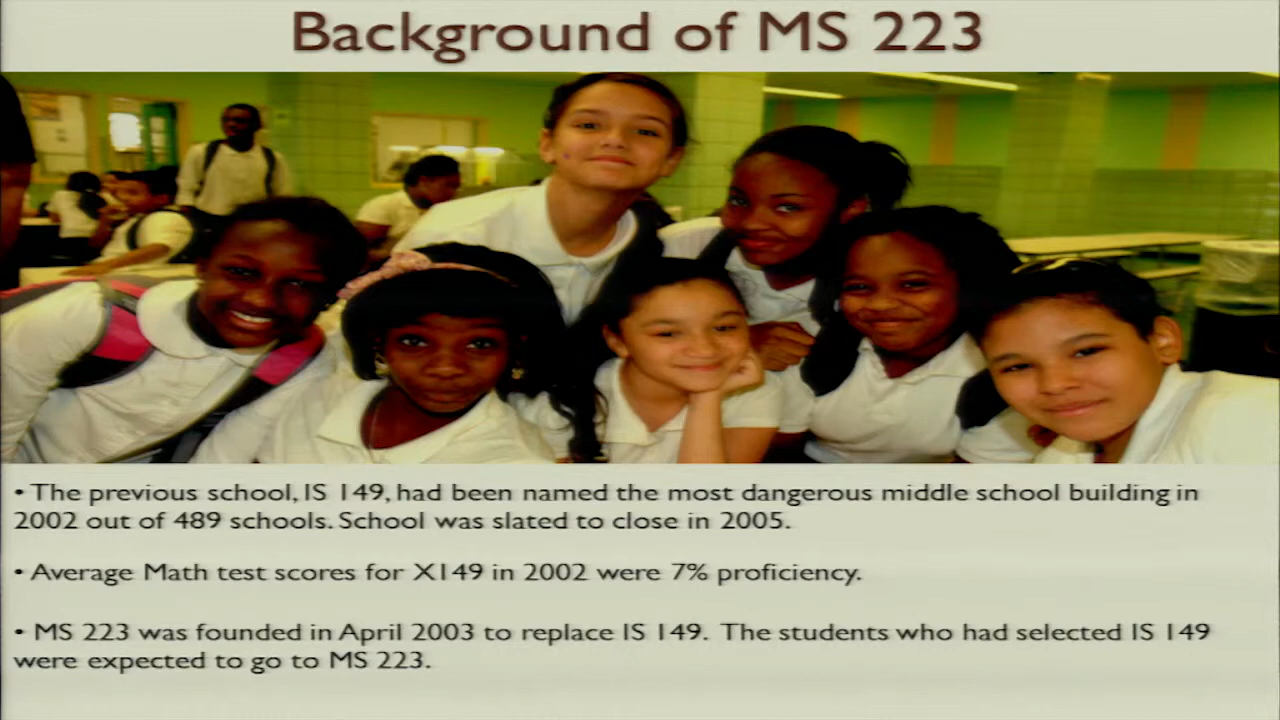 Background of MS 223
• The previous school, IS 149, had been named the most dangerous middle school building in
2002 out of 489 schools. School was slated to close in 2005.
• Average Math test scores for X149 in 2002 were 7% proficiency.
• MS 223 was founded in April 2003 to replace IS 149. The students who had selected IS 149
were expected to go to MS 223.